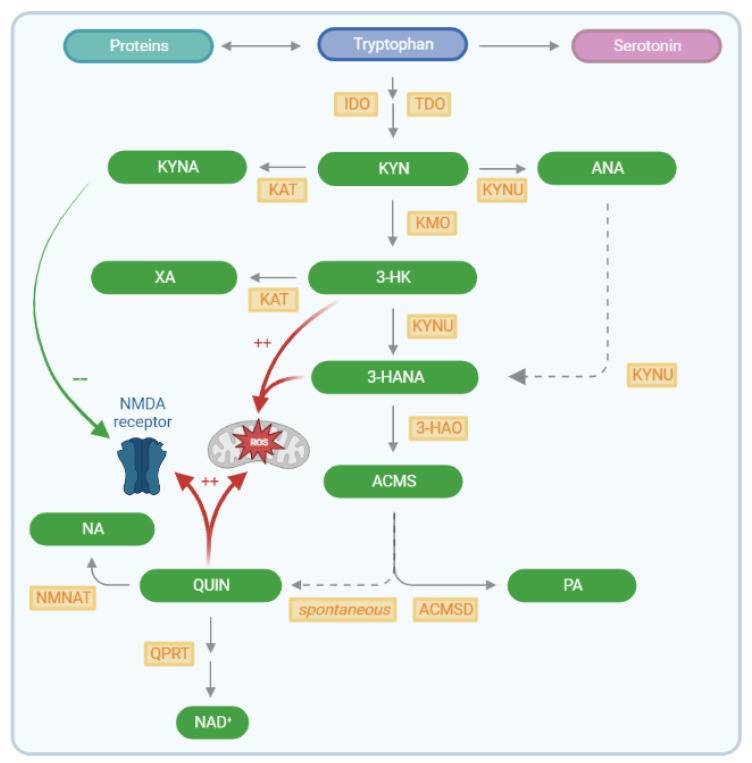 Proteins
Tryptophan
Serotonin
IDO
TDO
KYNA
KYN
ANA
KAT
KYNU
KMO
XA
3-HK
KAT
KYNU
++
3-HANA
KYNU
--
NMDA
receptor
ROS
3-HAO
++
ACMS
NA
QUIN
PA
NMNAT
spontaneous
ACMSD
QPRT
NAD⁺